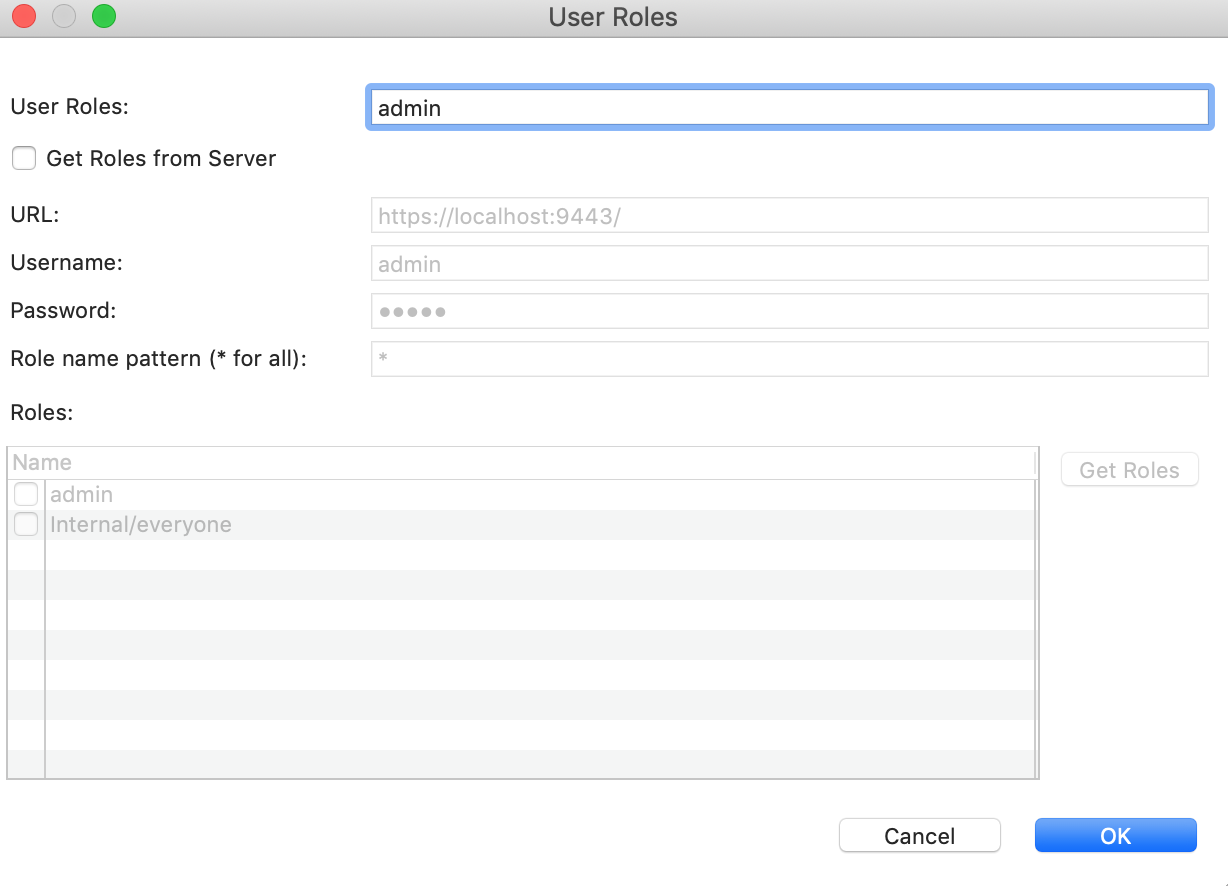 User Roles
User Roles: admin
Get Roles from Server
URL: https://localhost:9443/
Username: admin
Password: •••••
Role name pattern (* for all): *
Roles:
Name
Get Roles
admin
Internal/everyone
Cancel OK